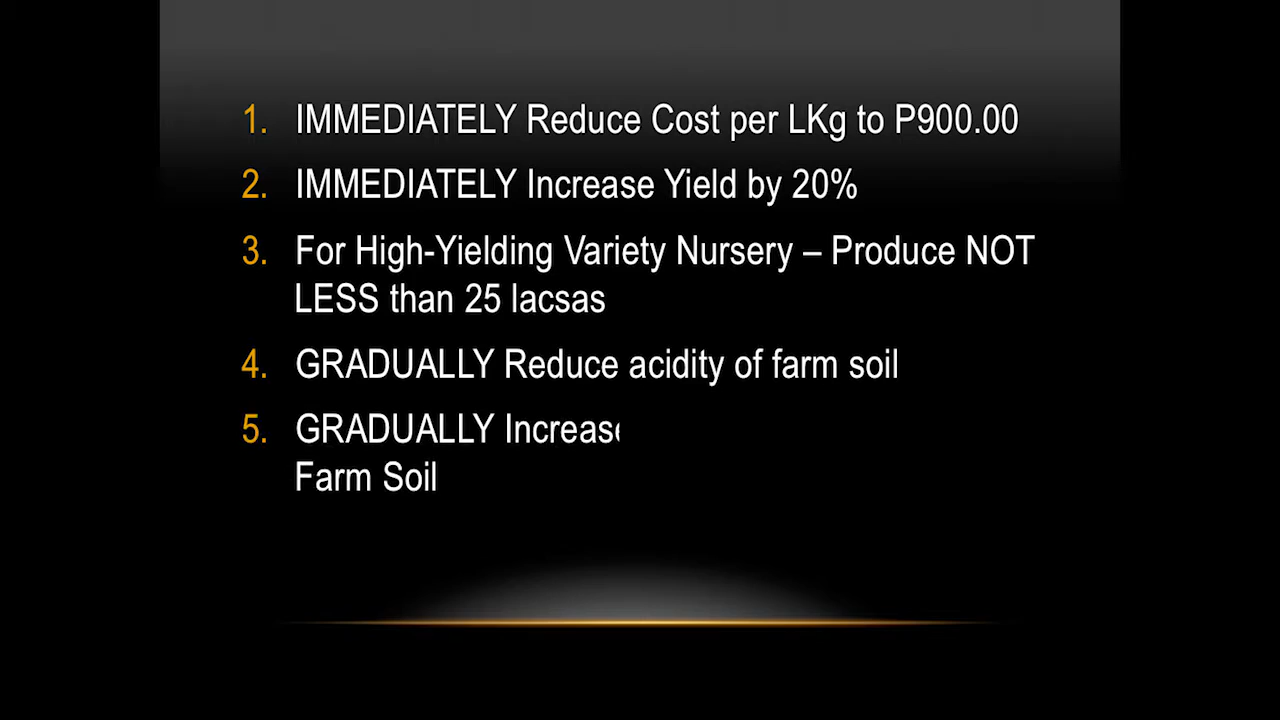 1. IMMEDIATELY Reduce Cost per LKg to P900.00
2. IMMEDIATELY Increase Yield by 20%
3. For High-Yielding Variety Nursery – Produce NOT
LESS than 25 lacsas
4. GRADUALLY Reduce acidity of farm soil
5. GRADUALLY Increase
Farm Soil